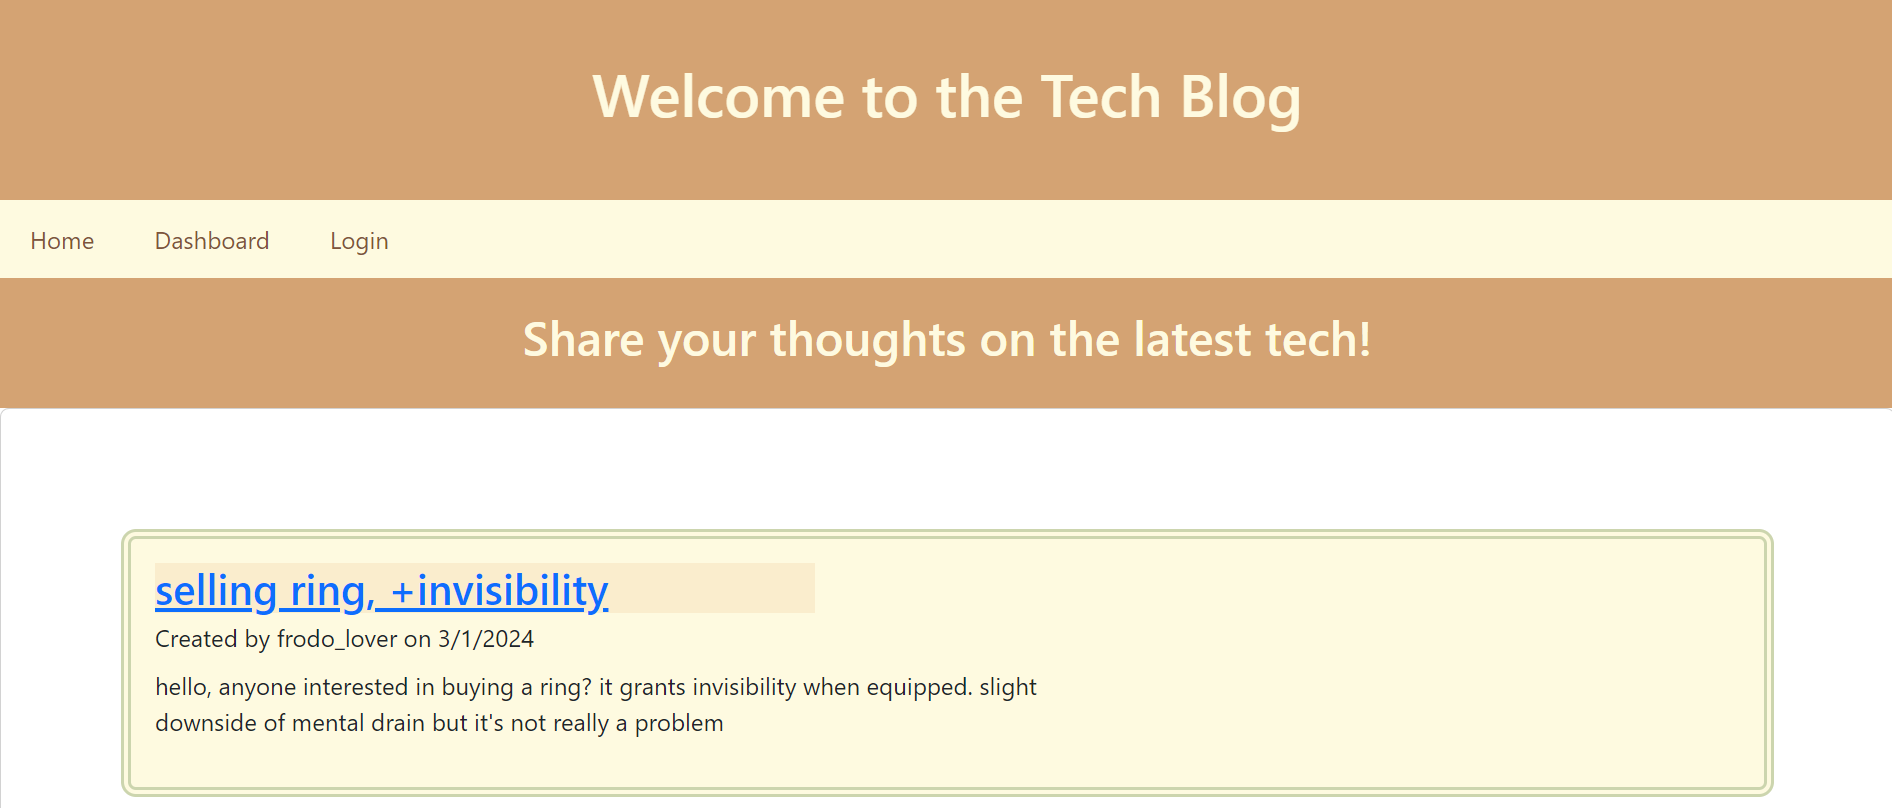 Welcome to the Tech Blog
Home Dashboard Login
Share your thoughts on the latest tech!
selling ring, +invisibility
Created by frodo_lover on 3/1/2024
hello, anyone interested in buying a ring? it grants invisibility when equipped. slight
downside of mental drain but it's not really a problem